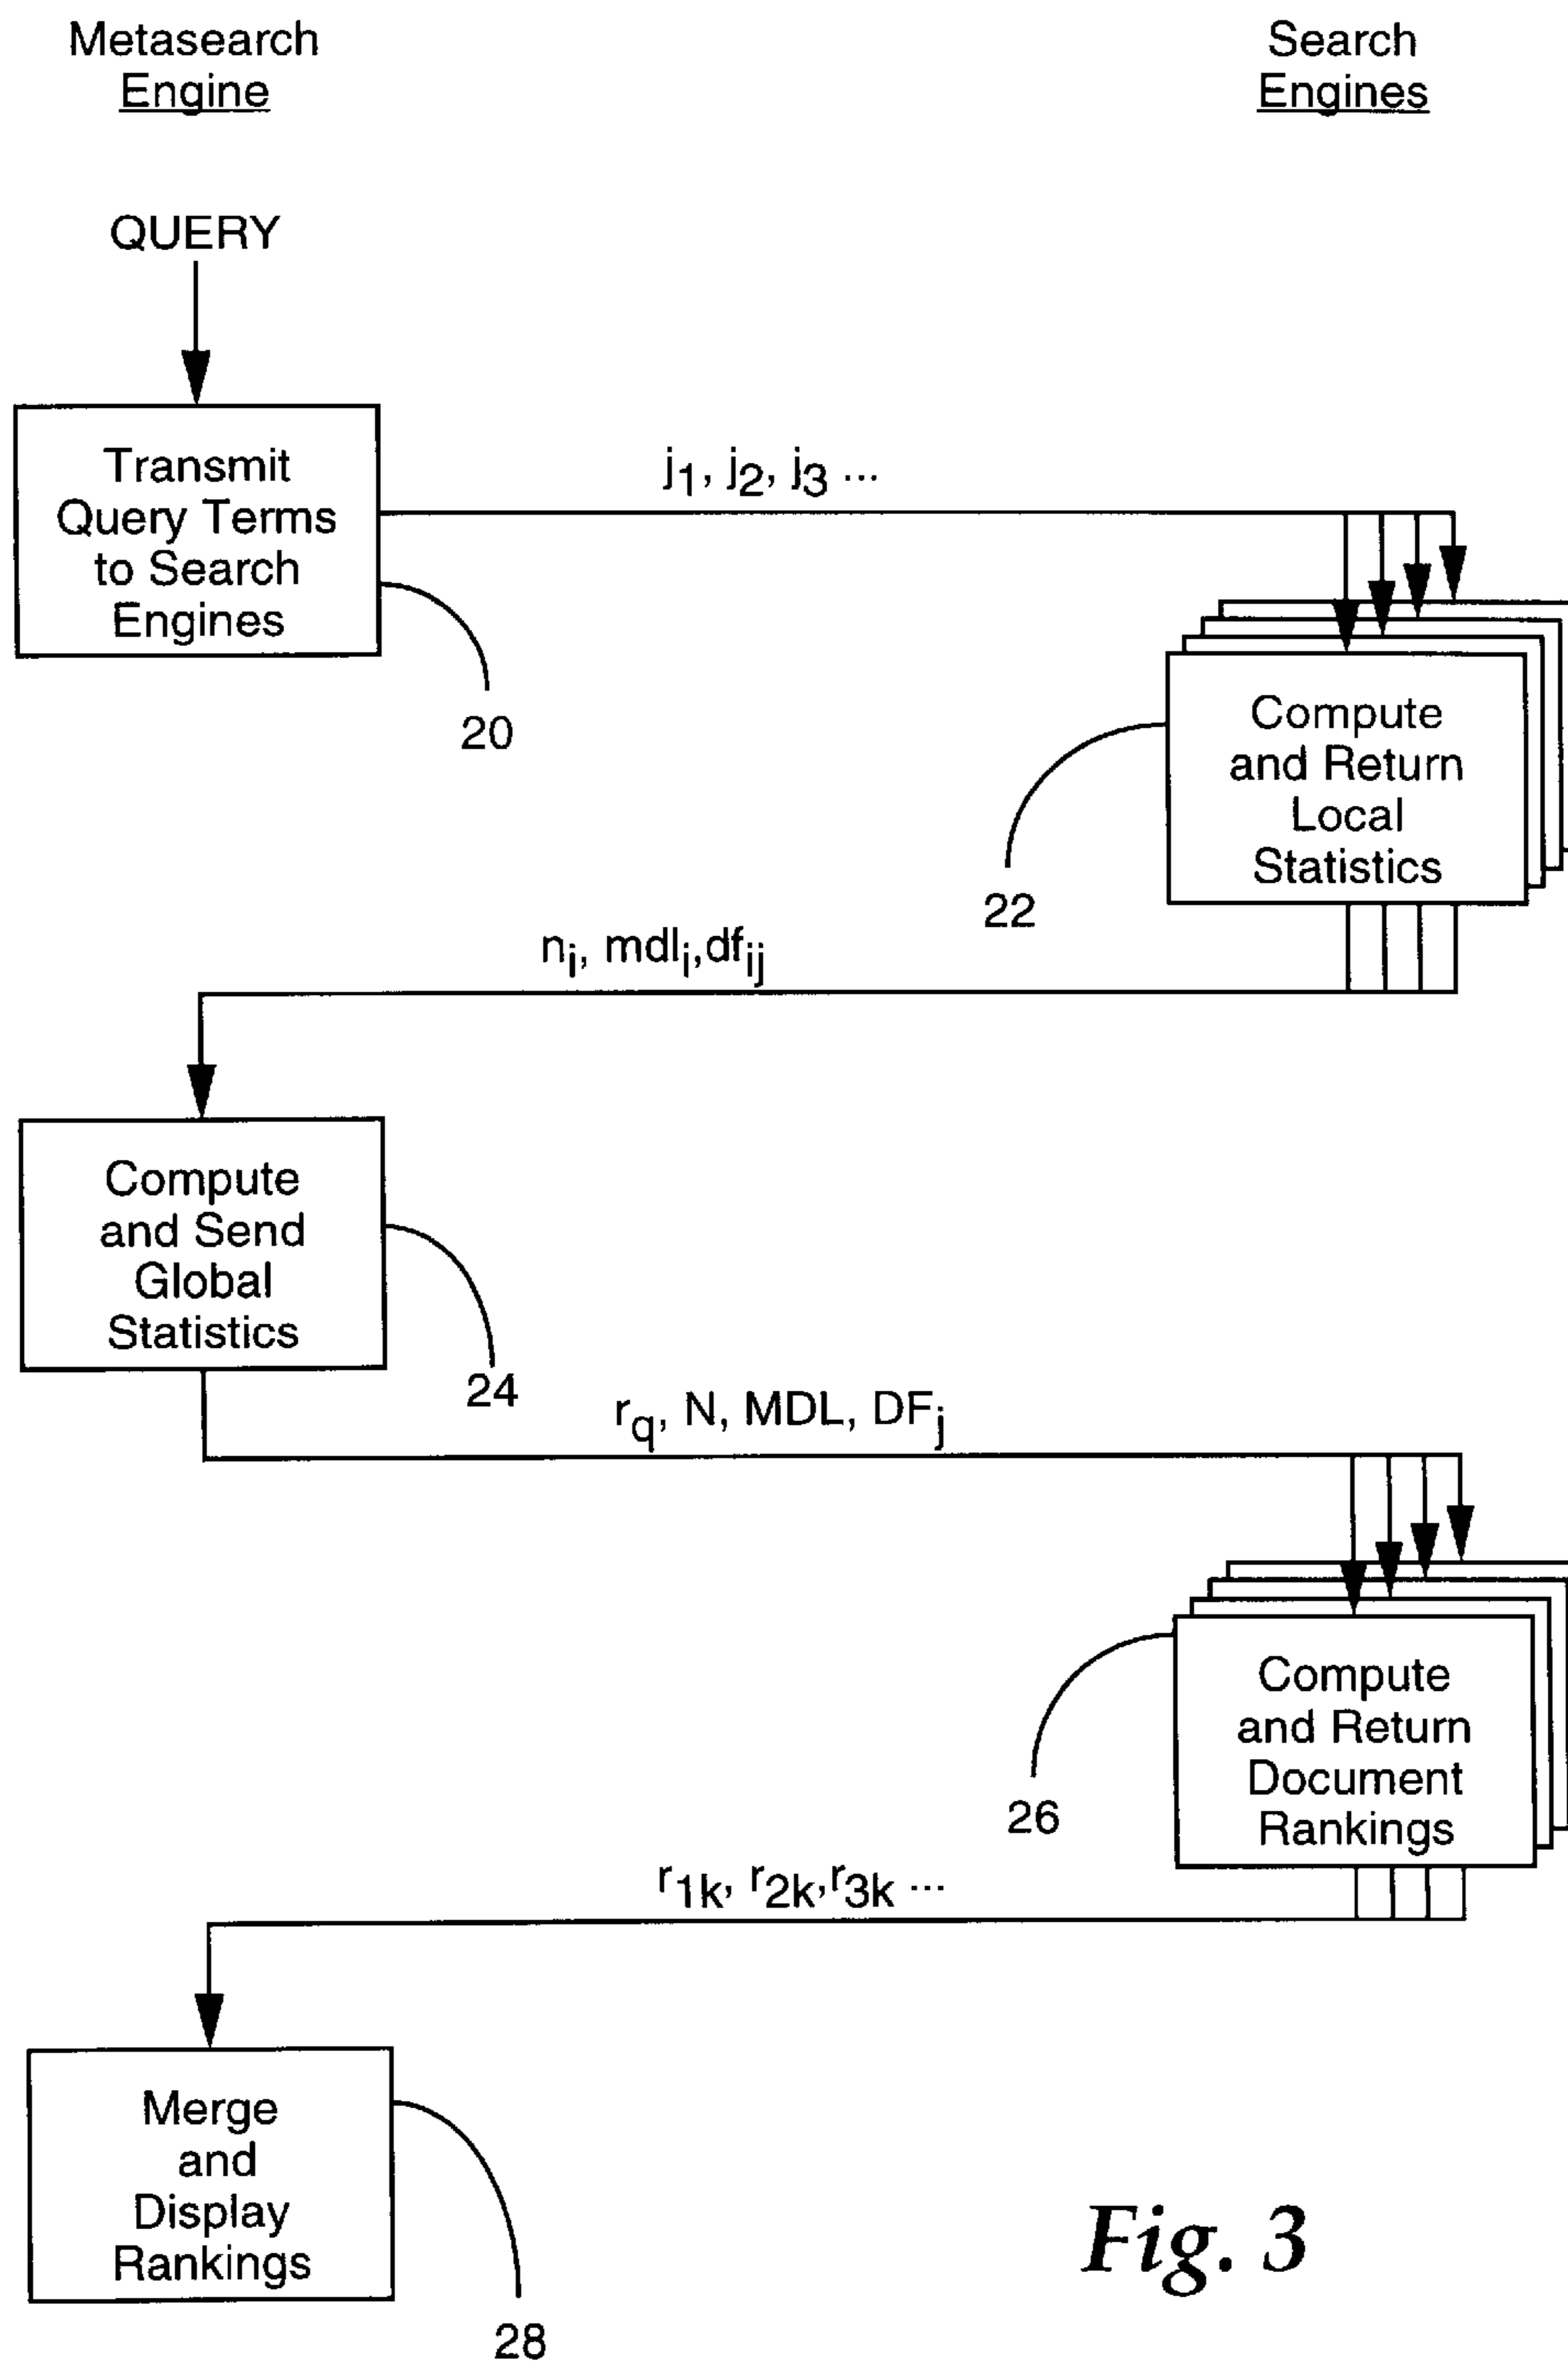 Metasearch
Engine
Search
Engines
QUERY
Transmit
Query Terms
to Search
Engines
j1, j2, j3 ...
20
Compute
and Return
Local
Statistics
22
ni, mdli,dfij
Compute
and Send
Global
Statistics
24
rq, N, MDL, DFj
Compute
and Return
Document
Rankings
26
r1k, r2k,r3k ...
Merge
and
Display
Rankings
28
Fig. 3